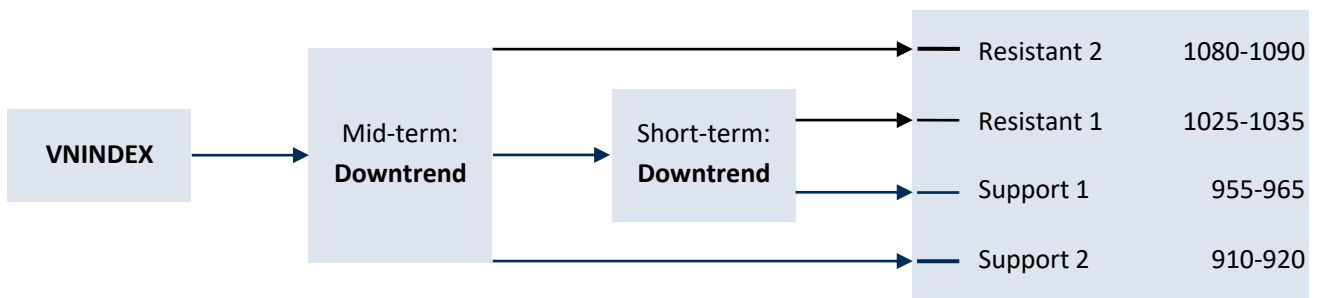 VNINDEX
Mid-term:
Downtrend
Short-term:
Downtrend
Resistant 2 1080-1090
Resistant 1 1025-1035
Support 1 955-965
Support 2 910-920